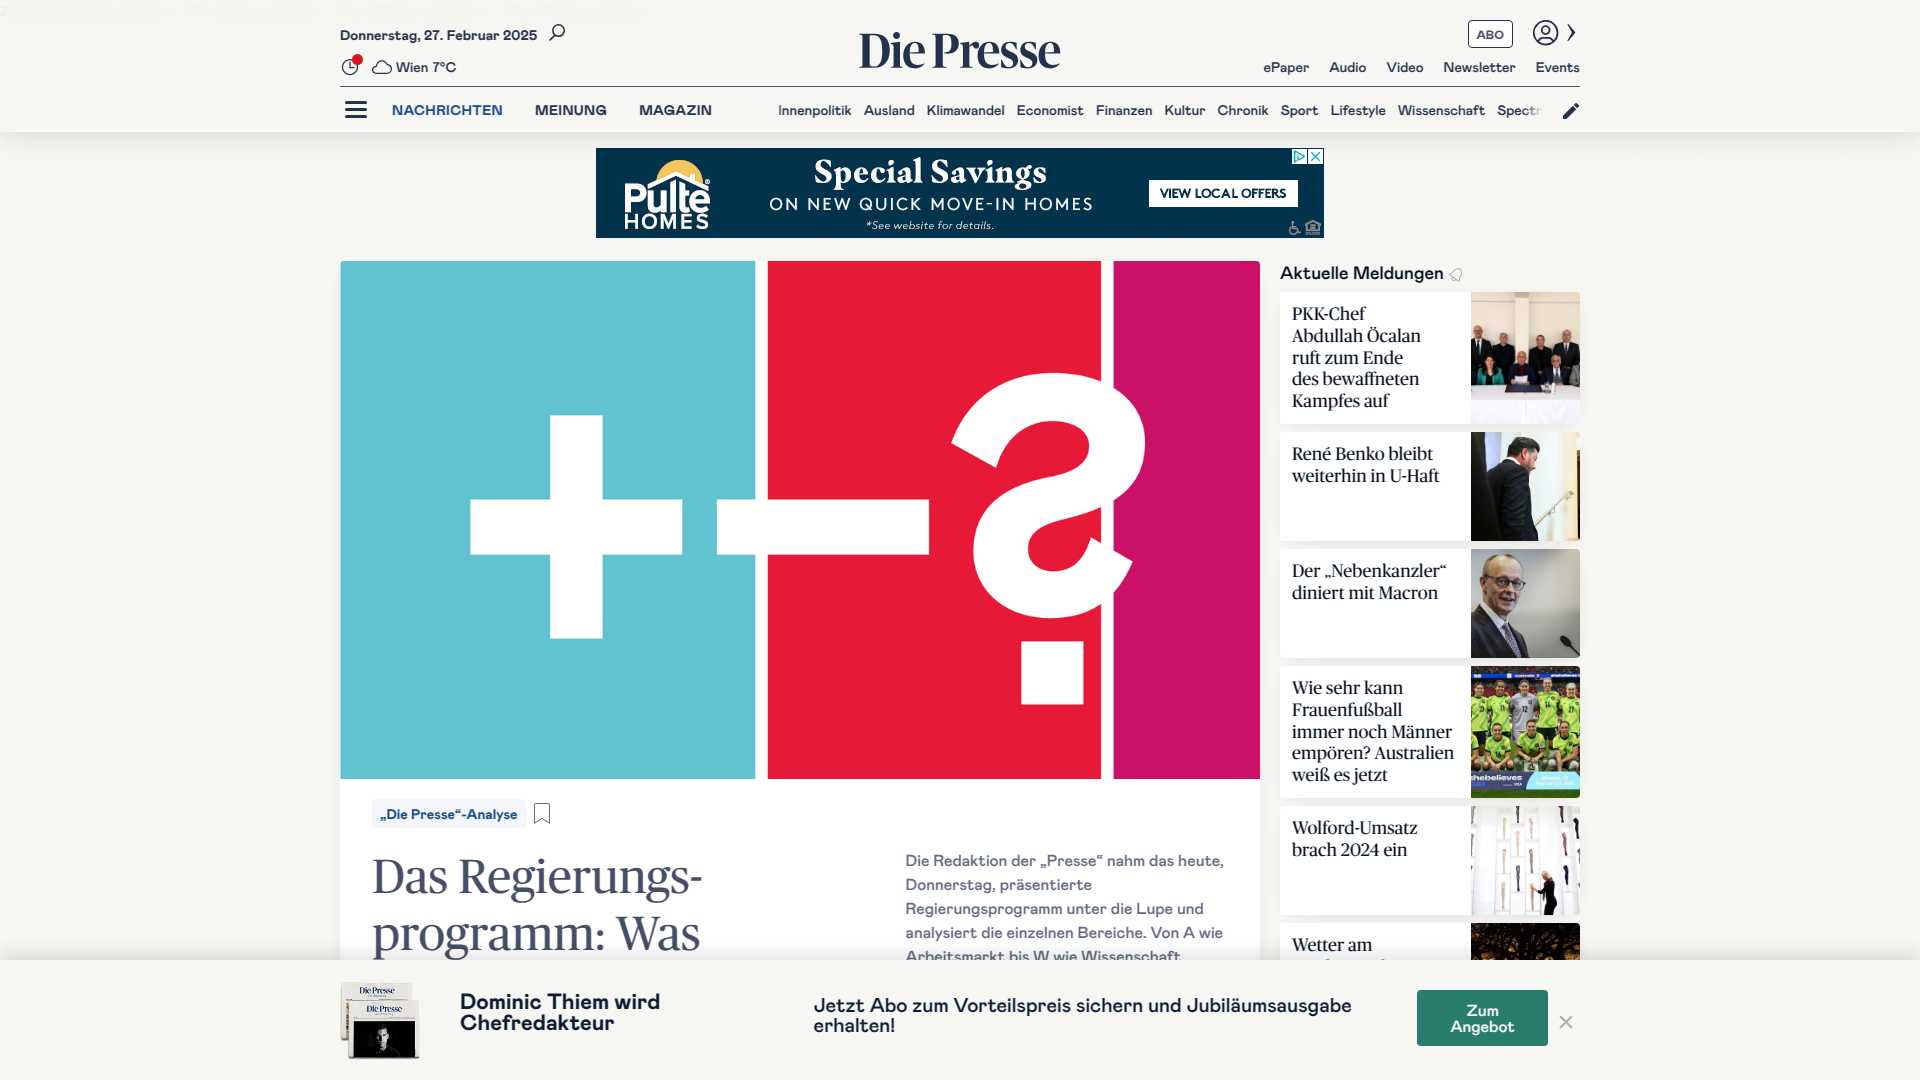 Donnerstag, 27. Februar 2025
Wien 7°C
Die Presse
ABO
ePaper Audio Video Newsletter Events
NACHRICHTEN MEINUNG MAGAZIN
Innenpolitik Ausland Klimawandel Economist Finanzen Kultur Chronik Sport Lifestyle Wissenschaft Spectr
Pulte
HOMES
Special Savings
ON NEW QUICK MOVE-IN HOMES
*See website for details.
VIEW LOCAL OFFERS
+ - ?
„Die Presse“-Analyse
Das Regierungs-
programm: Was
Die Redaktion der „Presse“ nahm das heute,
Donnerstag, präsentierte
Regierungsprogramm unter die Lupe und
analysiert die einzelnen Bereiche. Von A wie
Arbeitsmarkt bis W wie Wissenschaft.
Aktuelle Meldungen
PKK-Chef
Abdullah Öcalan
ruft zum Ende
des bewaffneten
Kampfes auf
René Benko bleibt
weiterhin in U-Haft
Der „Nebenkanzler“
diniert mit Macron
Wie sehr kann
Frauenfußball
immer noch Männer
empören? Australien
weiß es jetzt
shebelieves
Wolford-Umsatz
brach 2024 ein
Wetter am
Die Presse
Die Presse
Dominic Thiem wird
Chefredakteur
Jetzt Abo zum Vorteilspreis sichern und Jubiläumsausgabe
erhalten!
Zum
Angebot